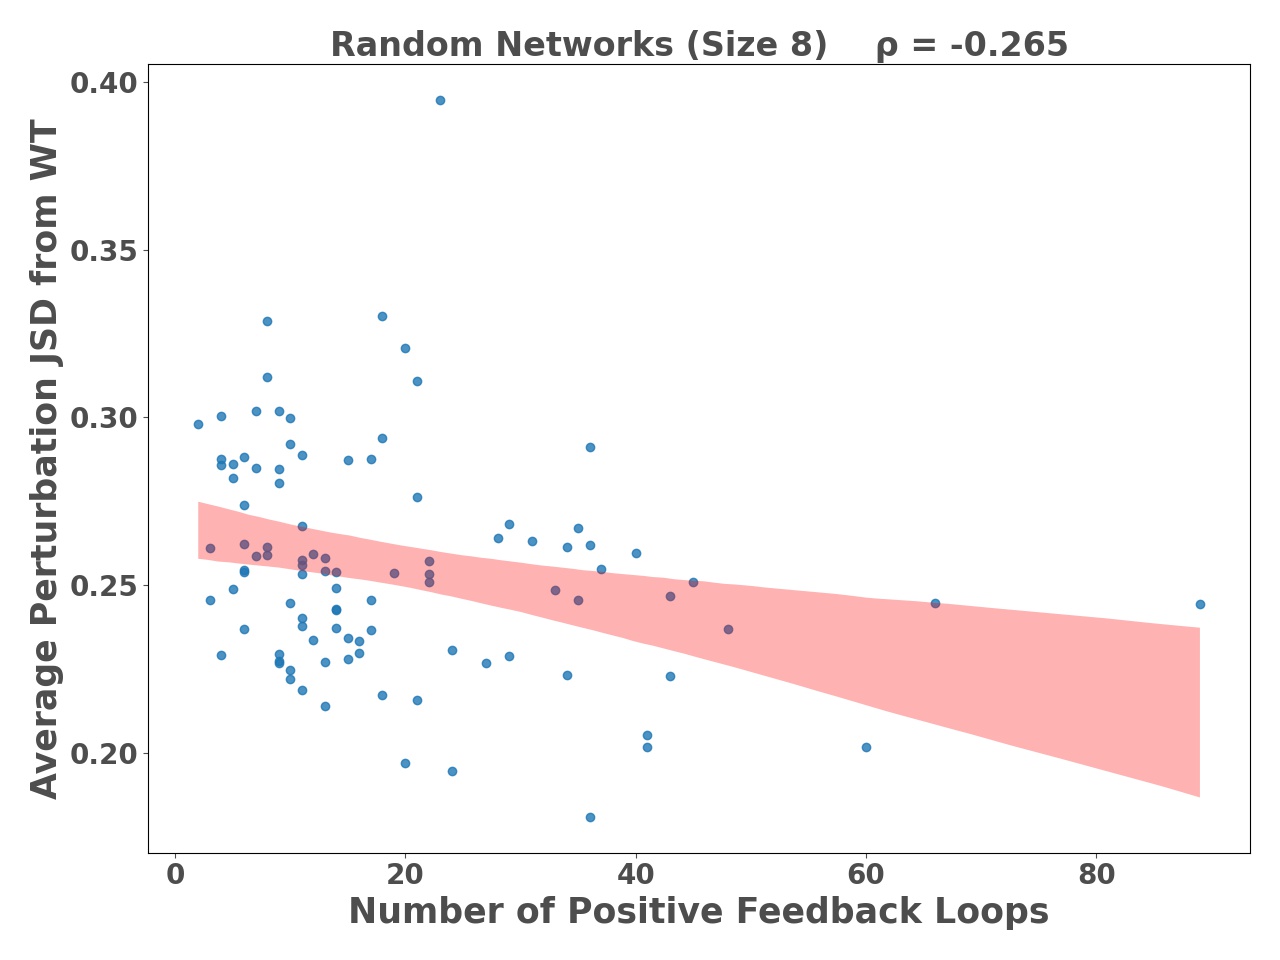 Random Networks (Size 8) ρ = -0.265
Average Perturbation JSD from WT
0.40
0.35
0.30
0.25
0.20
0 20 40 60 80
Number of Positive Feedback Loops